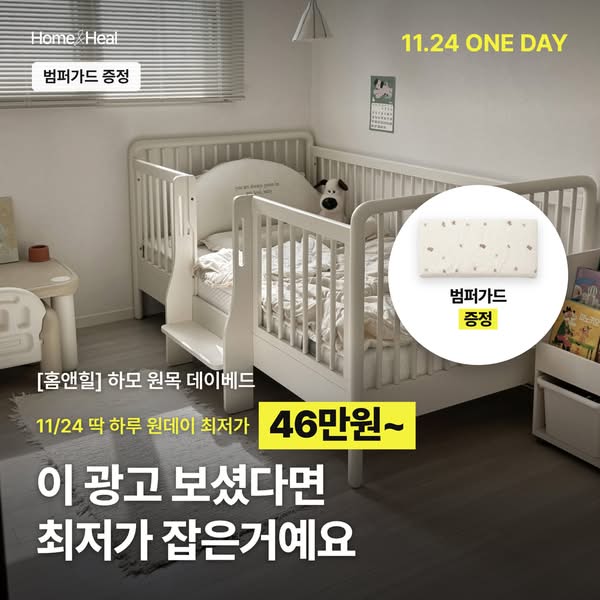 Home&Heal
11.24 ONE DAY
범퍼가드 증정
범퍼가드
증정
[홈앤힐] 하모 원목 데이베드
11/24 딱 하루 원데이 최저가 46만원~
이 광고 보셨다면
최저가 잡은거예요